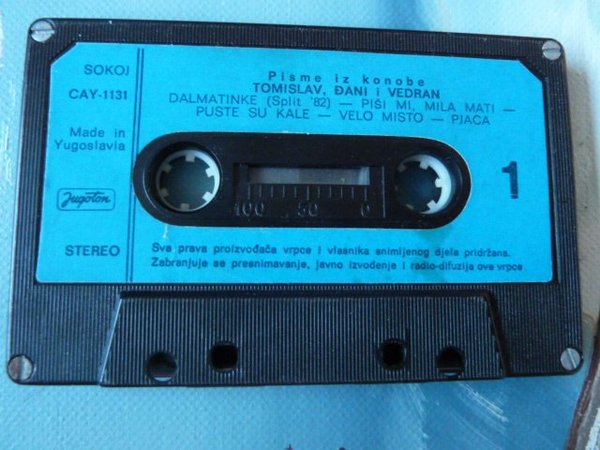 SOKOJ
CAY-1131
Made in
Yugoslavia
Jugoton
STEREO
Pisme iz konobe
TOMISLAV, ĐANI i VEDRAN
DALMATINKE (Split '82) — PIŠI MI, MILA MATI —
PUSTE SU KALE — VELO MISTO — PJACA
100 50 0
1
Sva prava proizvođača vrpce i vlasnika snimljenog djela pridržana.
Zabranjuje se presnimavanje, javno izvođenje i radio-difuzija ove vrpce